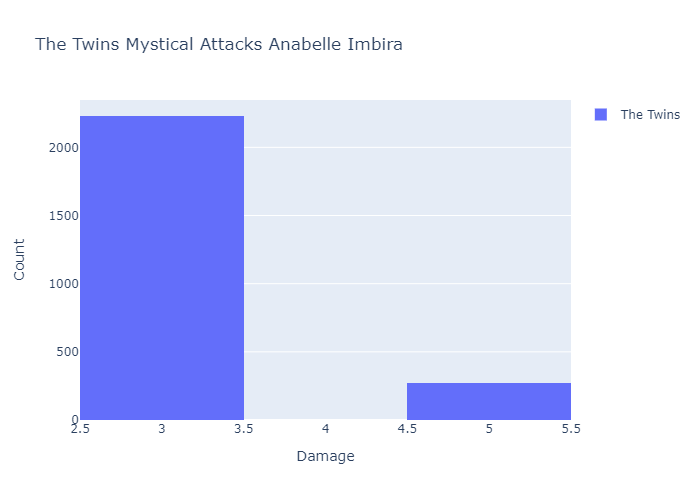 The Twins Mystical Attacks Anabelle Imbira
The Twins
2000
1500
1000
500
0
2.5 3 3.5 4 4.5 5 5.5
Count
Damage